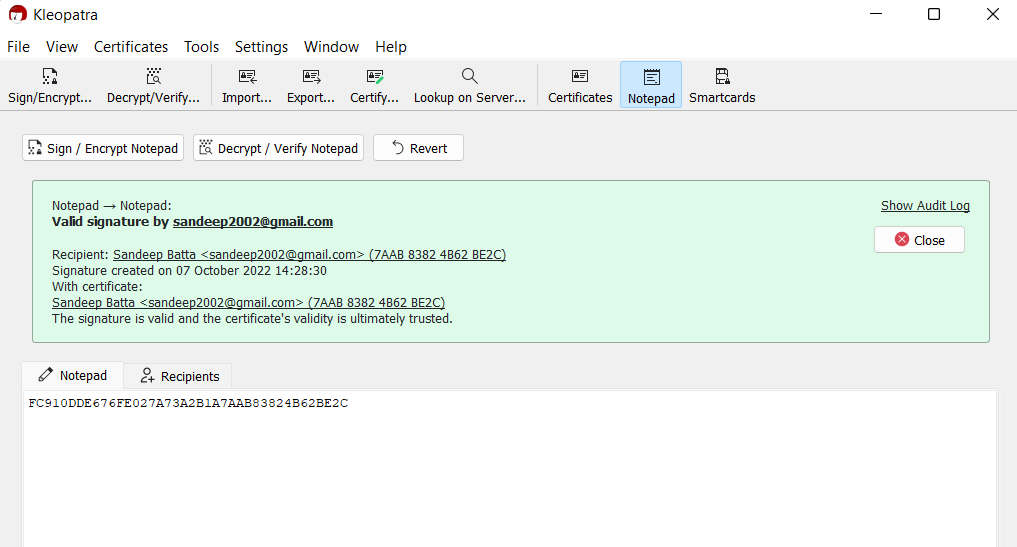 Kleopatra
File View Certificates Tools Settings Window Help
Sign/Encrypt... Decrypt/Verify... Import... Export... Certify... Lookup on Server... Certificates Notepad Smartcards
Sign / Encrypt Notepad Decrypt / Verify Notepad Revert
Notepad → Notepad: Show Audit Log
Valid signature by sandeep2002@gmail.com
Close
Recipient: Sandeep Batta <sandeep2002@gmail.com> (7AAB 8382 4B62 BE2C)
Signature created on 07 October 2022 14:28:30
With certificate:
Sandeep Batta <sandeep2002@gmail.com> (7AAB 8382 4B62 BE2C)
The signature is valid and the certificate's validity is ultimately trusted.
Notepad Recipients
FC910DDE676FE027A73A2B1A7AAB83824B62BE2C